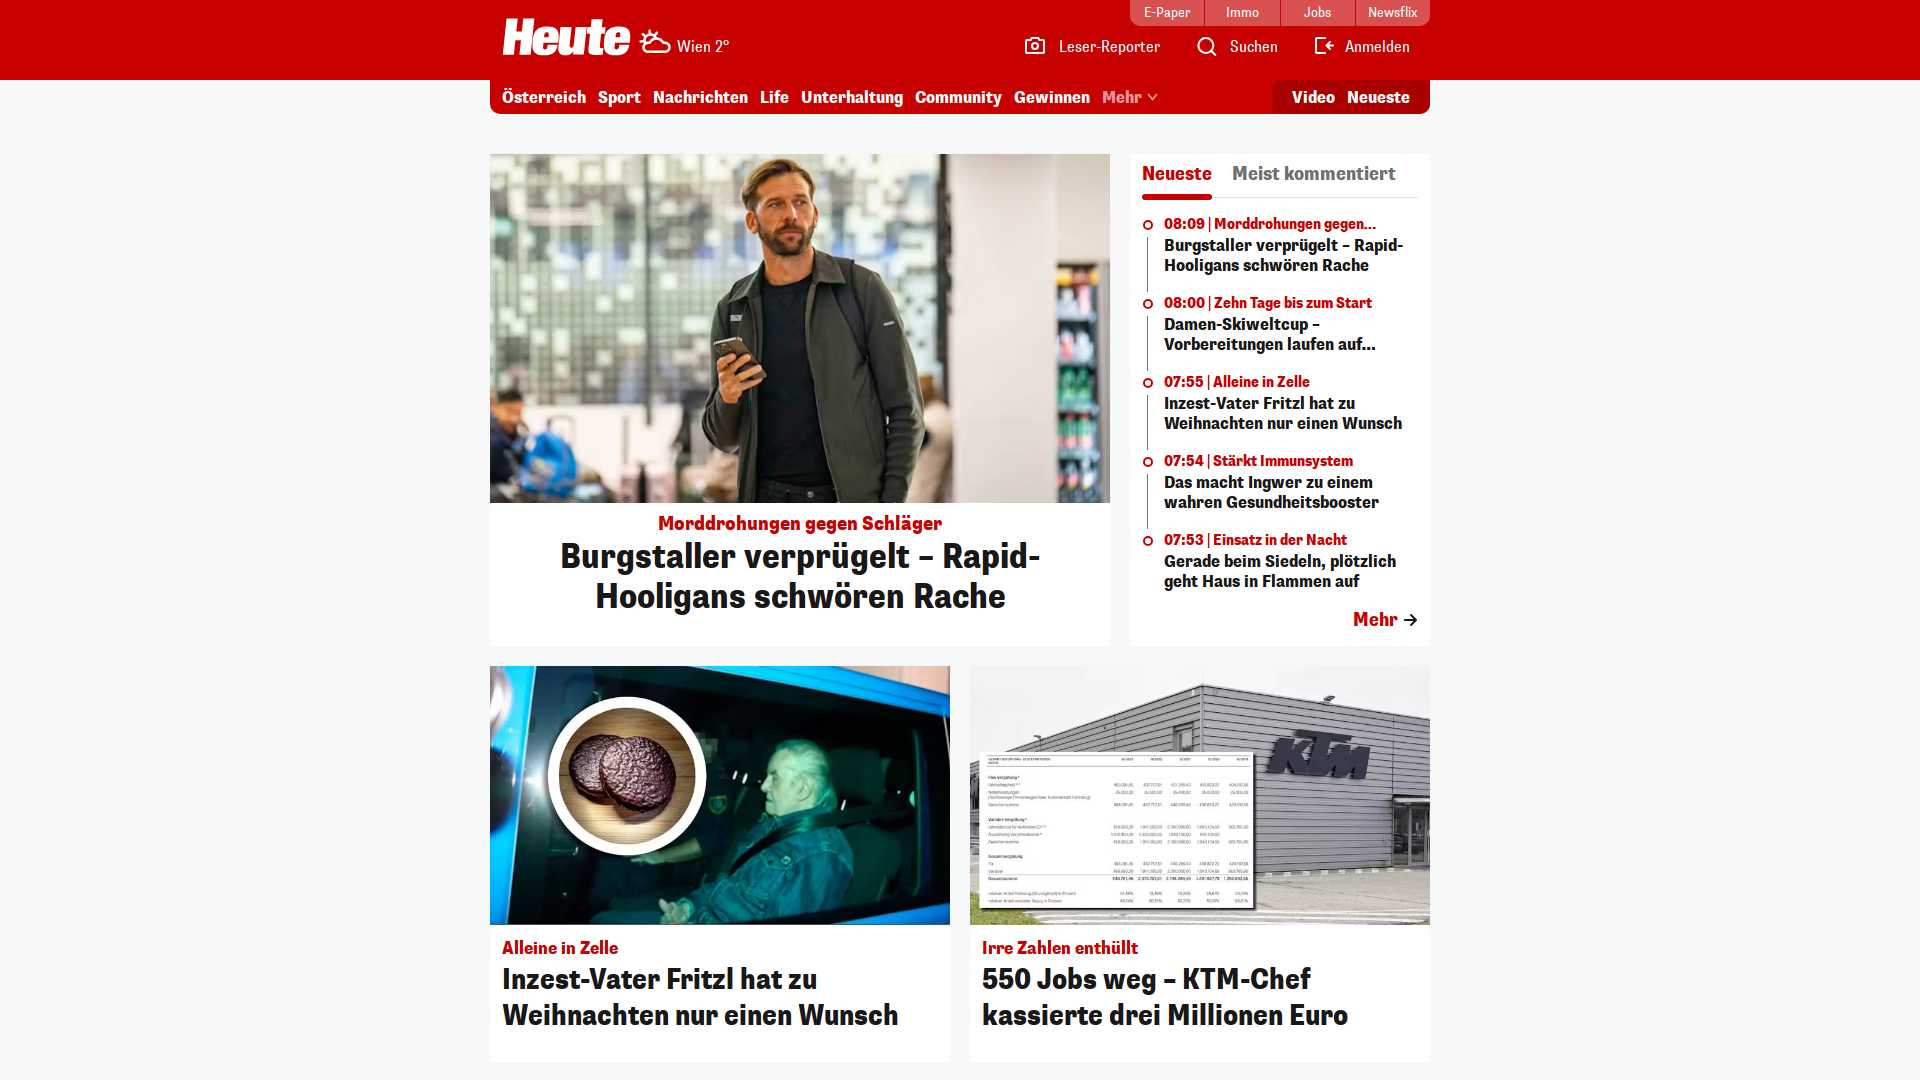 E-Paper
Immo
Jobs
Newsflix
Heute
Wien 2°
Leser-Reporter
Suchen
Anmelden
Österreich Sport Nachrichten Life Unterhaltung Community Gewinnen Mehr
Video Neueste
Morddrohungen gegen Schläger
Burgstaller verprügelt – Rapid-
Hooligans schwören Rache
Neueste
Meist kommentiert
08:09 | Morddrohungen gegen...
Burgstaller verprügelt – Rapid-
Hooligans schwören Rache
08:00 | Zehn Tage bis zum Start
Damen-Skiweltcup –
Vorbereitungen laufen auf...
07:55 | Alleine in Zelle
Inzest-Vater Fritzl hat zu
Weihnachten nur einen Wunsch
07:54 | Stärkt Immunsystem
Das macht Ingwer zu einem
wahren Gesundheitsbooster
07:53 | Einsatz in der Nacht
Gerade beim Siedeln, plötzlich
geht Haus in Flammen auf
Mehr
Alleine in Zelle
Inzest-Vater Fritzl hat zu
Weihnachten nur einen Wunsch
KTM
Irre Zahlen enthüllt
550 Jobs weg – KTM-Chef
kassierte drei Millionen Euro